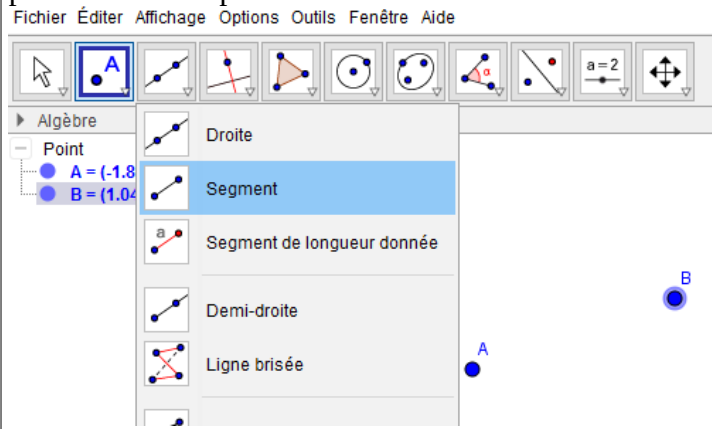 Fichier Éditer Affichage Options Outils Fenêtre Aide
A
α
a = 2
Algèbre
Point
A = (-1.8
B = (1.04
Droite
Segment
a
Segment de longueur donnée
Demi-droite
Ligne brisée
B
A